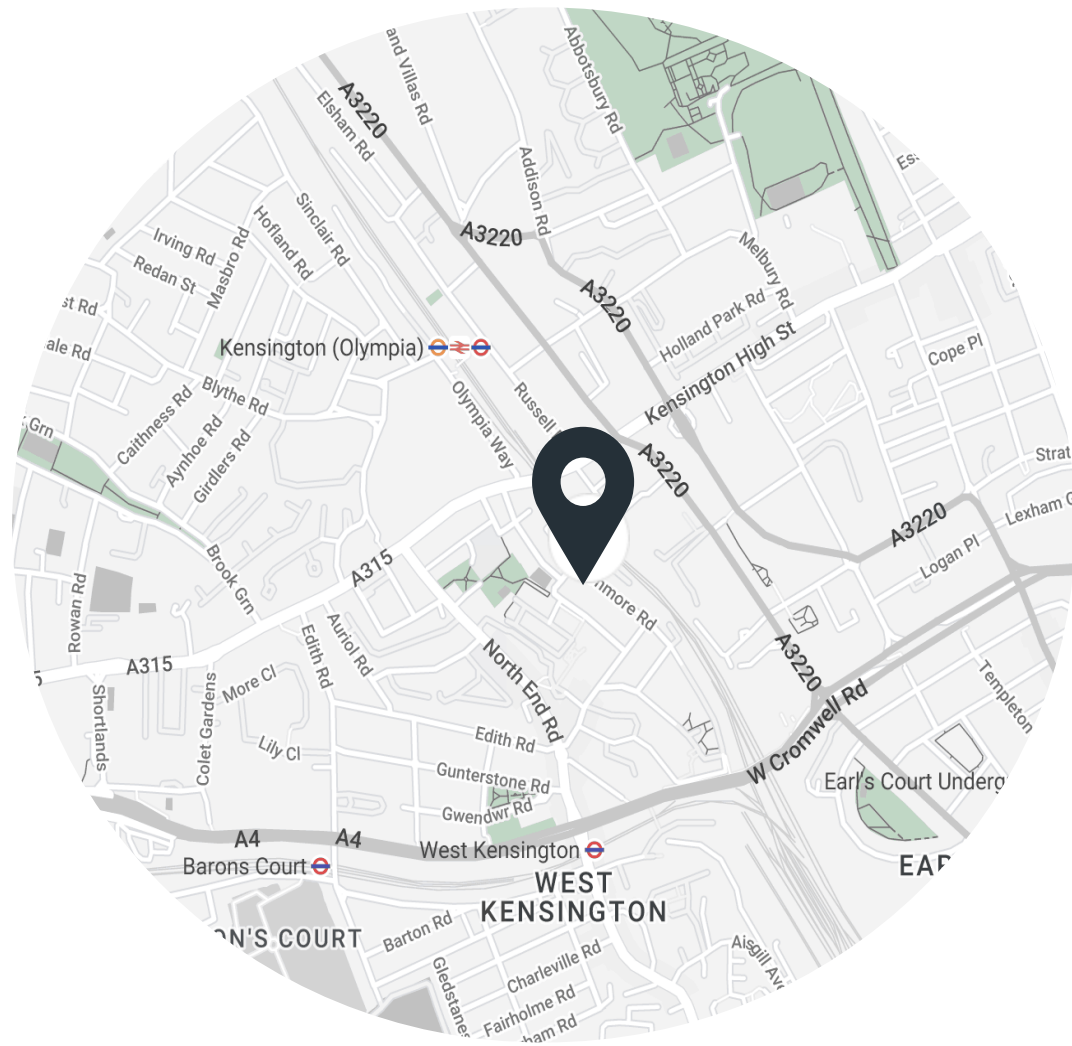 and Villas Rd
Abbotsbury Rd
A3220
Elsham Rd
Addison Rd
Es
Sinclair Rd
Hofland Rd
A3220
Irving Rd
Masbro Rd
Melbury Rd
Redan St
A3220
st Rd
Holland Park Rd
Kensington High St
Kensington (Olympia)
ale Rd
Cope Pl
Blythe Rd
Olympia Way
Russell
Caithness Rd
Grn
Aynhoe Rd
Girdlers Rd
A3220
Strat
Lexham G
A3220
Logan Pl
A315
Brook Grn
Rowan Rd
nmore Rd
Edith Rd
Auriol Rd
North End Rd
A3220
A315
5
More Cl
Colet Gardens
Shortlands
Templeton
W Cromwell Rd
Edith Rd
Lily Cl
Gunterstone Rd
Earl's Court Underg
Gwendwr Rd
A4
A4
West Kensington
Barons Court
EAR
WEST
KENSINGTON
ON'S COURT
Barton Rd
Aisgill Ave
Charleville Rd
Gledstanes
Fairholme Rd
ham Rd